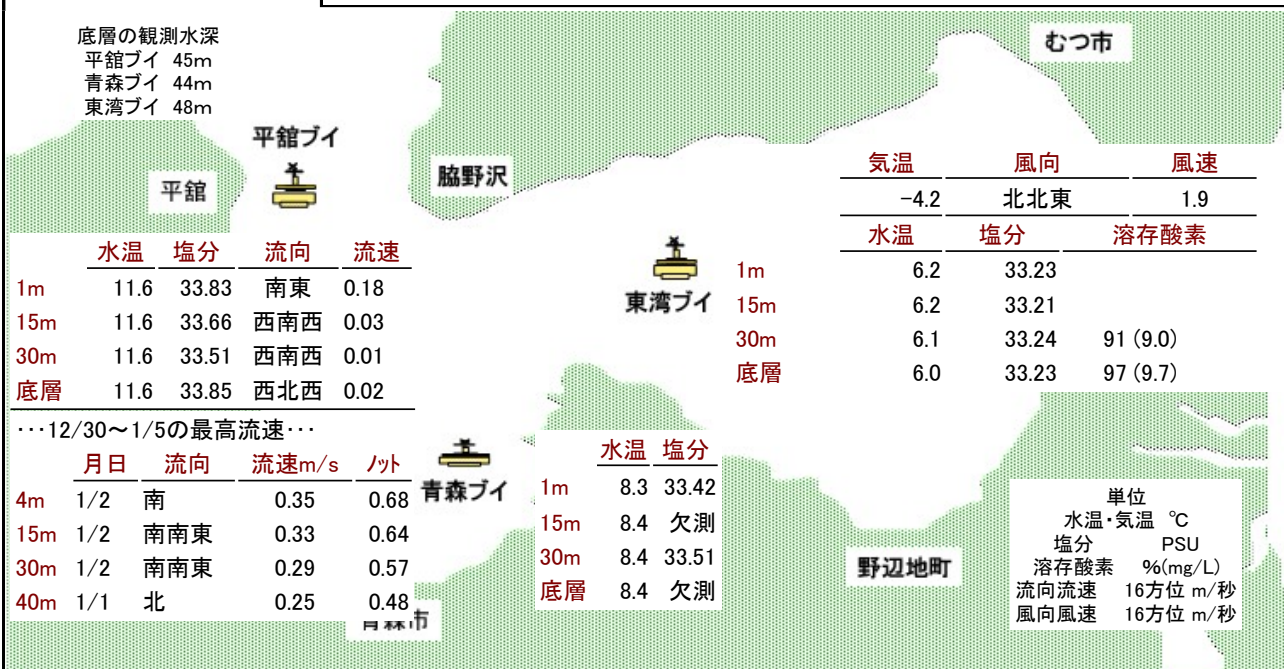 底層の観測水深
平舘ブイ 45m
青森ブイ 44m
東湾ブイ 48m
むつ市
平舘ブイ
脇野沢
平舘
気温 風向 風速
-4.2 北北東 1.9
水温 塩分 溶存酸素
1m 6.2 33.23
15m 6.2 33.21
30m 6.1 33.24 91 (9.0)
底層 6.0 33.23 97 (9.7)
東湾ブイ
水温 塩分 流向 流速
1m 11.6 33.83 南東 0.18
15m 11.6 33.66 西南西 0.03
30m 11.6 33.51 西南西 0.01
底層 11.6 33.85 西北西 0.02
・・・12/30～1/5の最高流速・・・
月日 流向 流速m/s ノット
4m 1/2 南 0.35 0.68
15m 1/2 南南東 0.33 0.64
30m 1/2 南南東 0.29 0.57
40m 1/1 北 0.25 0.48
青森ブイ
水温 塩分
1m 8.3 33.42
15m 8.4 欠測
30m 8.4 33.51
底層 8.4 欠測
青森市
野辺地町
単位
水温・気温 ℃
塩分 PSU
溶存酸素 %(mg/L)
流向流速 16方位 m/秒
風向風速 16方位 m/秒